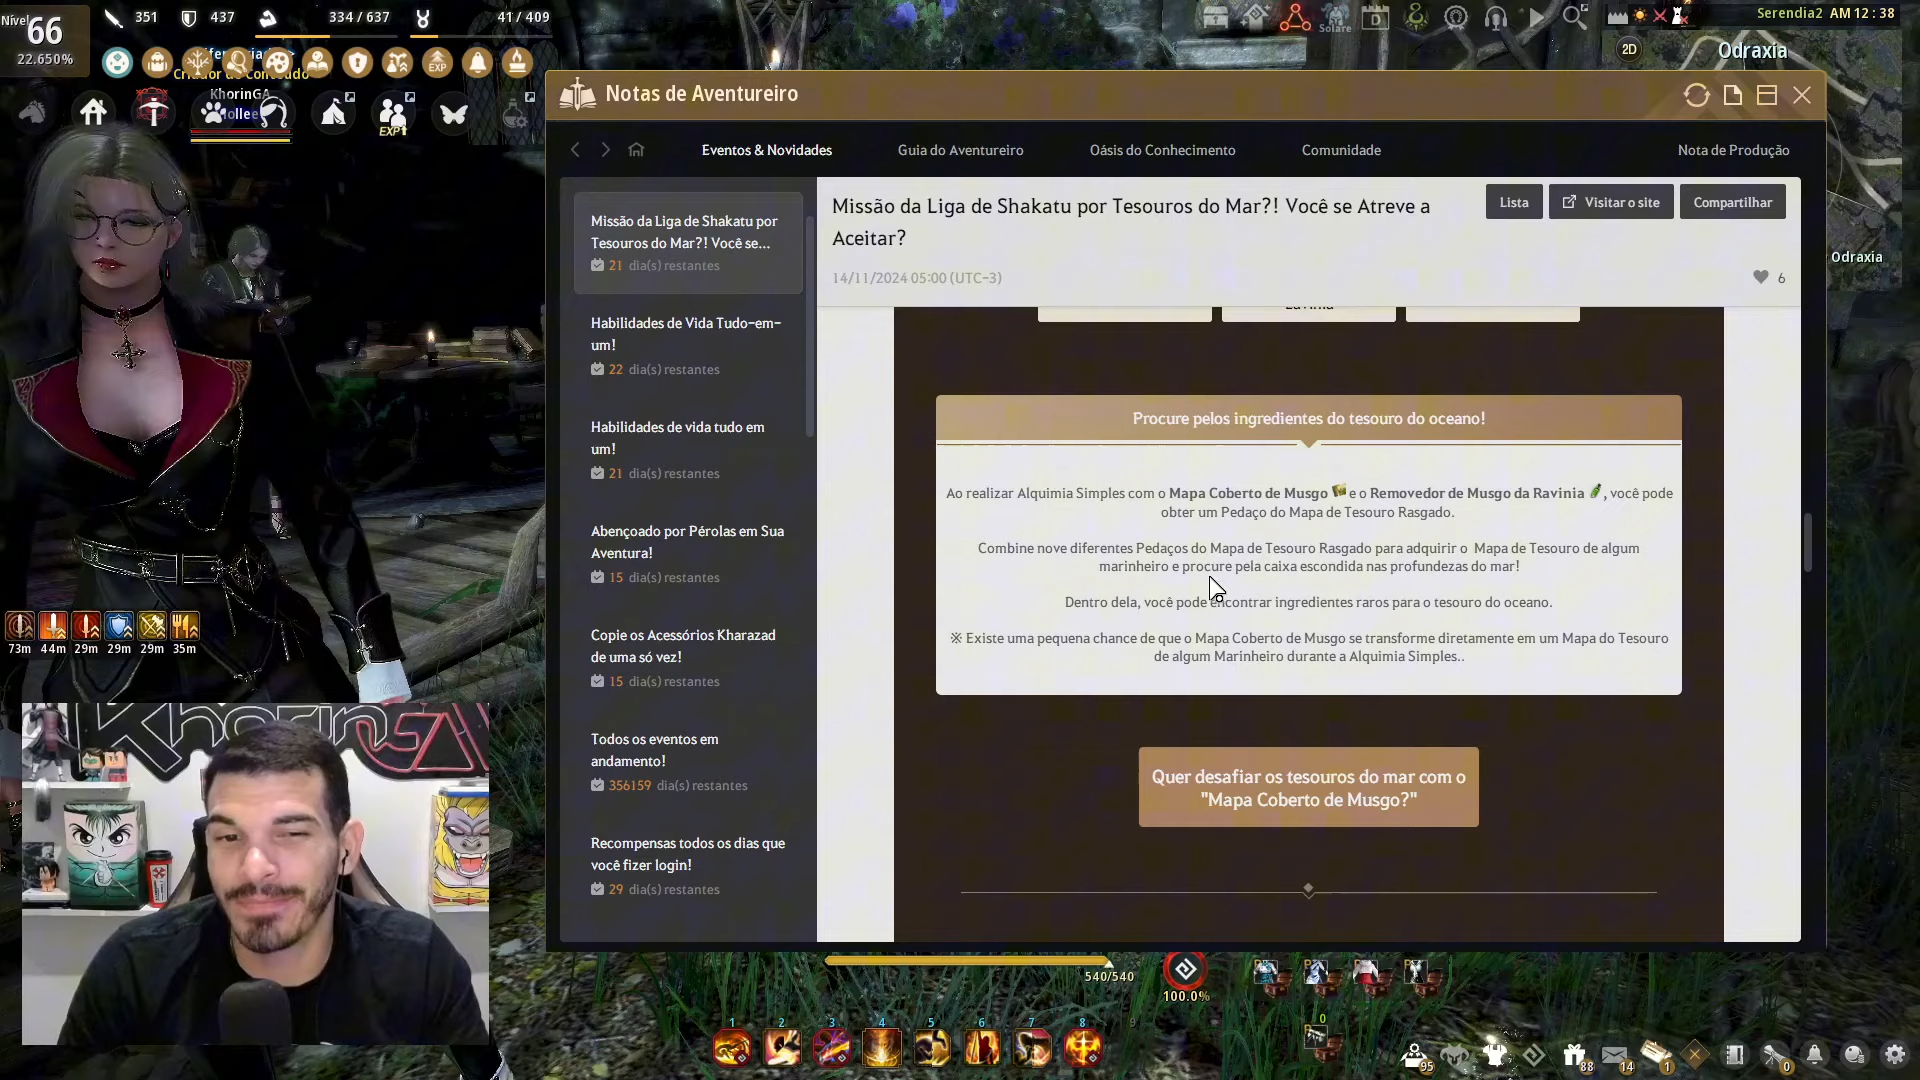 Nível
66
22.650%
351
437
334 / 637
41 / 409
KhorinGA
EXP
EXP
Solare
D
Serendia2 AM 12 : 38
2D
Odraxia
Odraxia
Notas de Aventureiro
Eventos & Novidades
Guia do Aventureiro
Oásis do Conhecimento
Comunidade
Nota de Produção
Missão da Liga de Shakatu por
Tesouros do Mar?! Você se...
21 dia(s) restantes
Habilidades de Vida Tudo-em-
um!
22 dia(s) restantes
Habilidades de vida tudo em
um!
21 dia(s) restantes
Abençoado por Pérolas em Sua
Aventura!
15 dia(s) restantes
Copie os Acessórios Kharazad
de uma só vez!
15 dia(s) restantes
Todos os eventos em
andamento!
356159 dia(s) restantes
Recompensas todos os dias que
você fizer login!
29 dia(s) restantes
Missão da Liga de Shakatu por Tesouros do Mar?! Você se Atreve a
Aceitar?
Lista
Visitar o site
Compartilhar
14/11/2024 05:00 (UTC-3)
6
Procure pelos ingredientes do tesouro do oceano!
Ao realizar Alquimia Simples com o Mapa Coberto de Musgo e o Removedor de Musgo da Ravinia , você pode
obter um Pedaço do Mapa de Tesouro Rasgado.
Combine nove diferentes Pedaços do Mapa de Tesouro Rasgado para adquirir o Mapa de Tesouro de algum
marinheiro e procure pela caixa escondida nas profundezas do mar!
Dentro dela, você pode encontrar ingredientes raros para o tesouro do oceano.
※ Existe uma pequena chance de que o Mapa Coberto de Musgo se transforme diretamente em um Mapa do Tesouro
de algum Marinheiro durante a Alquimia Simples..
Quer desafiar os tesouros do mar com o
"Mapa Coberto de Musgo?"
73m 44m 29m 29m 29m 35m
KhorinGA
540/540
100.0%
1 2 3 4 5 6 7 8 9
0
95
88
14
1
0